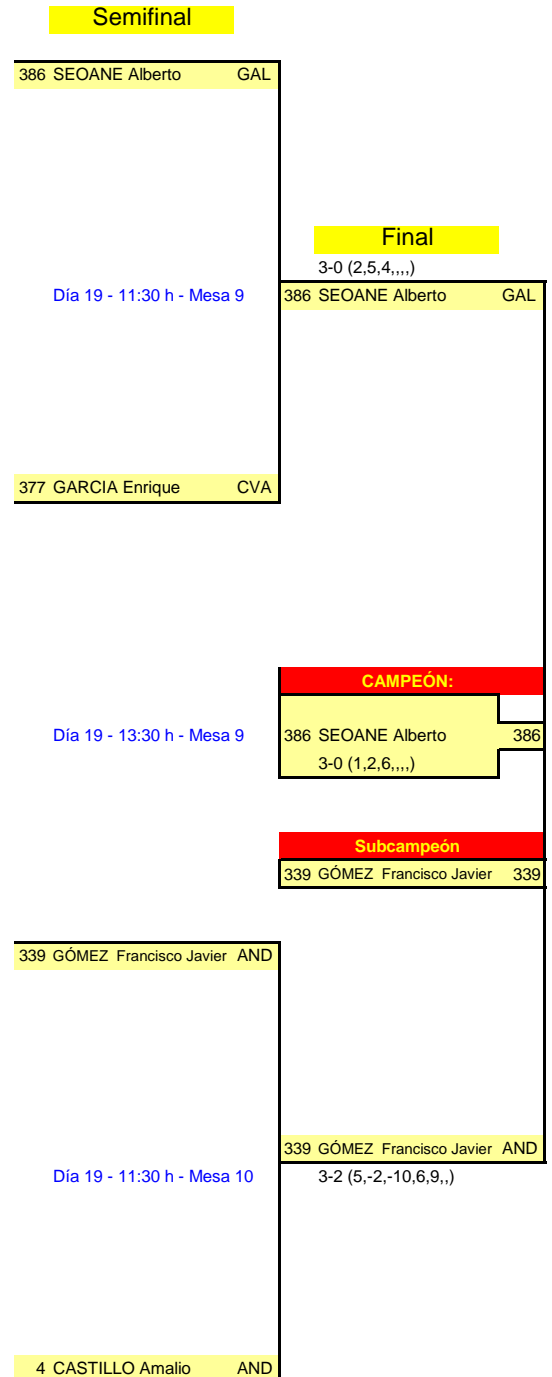 Semifinal
386 SEOANE Alberto GAL
Final
3-0 (2,5,4,,,,)
Día 19 - 11:30 h - Mesa 9
386 SEOANE Alberto GAL
377 GARCIA Enrique CVA
CAMPEÓN:
Día 19 - 13:30 h - Mesa 9
386 SEOANE Alberto 386
3-0 (1,2,6,,,,)
Subcampeón
339 GÓMEZ Francisco Javier 339
339 GÓMEZ Francisco Javier AND
339 GÓMEZ Francisco Javier AND
Día 19 - 11:30 h - Mesa 10
3-2 (5,-2,-10,6,9,,)
4 CASTILLO Amalio AND